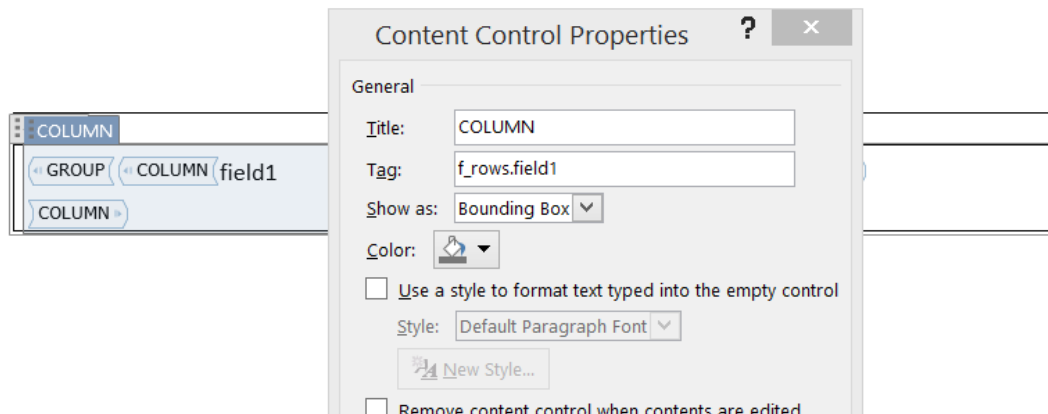 Content Control Properties ? ×
General
COLUMN
Title: COLUMN
GROUP COLUMN field1
Tag: f_rows.field1
COLUMN
Show as: Bounding Box
Color:
Use a style to format text typed into the empty control
Style: Default Paragraph Font
New Style...
Remove content control when contents are edited